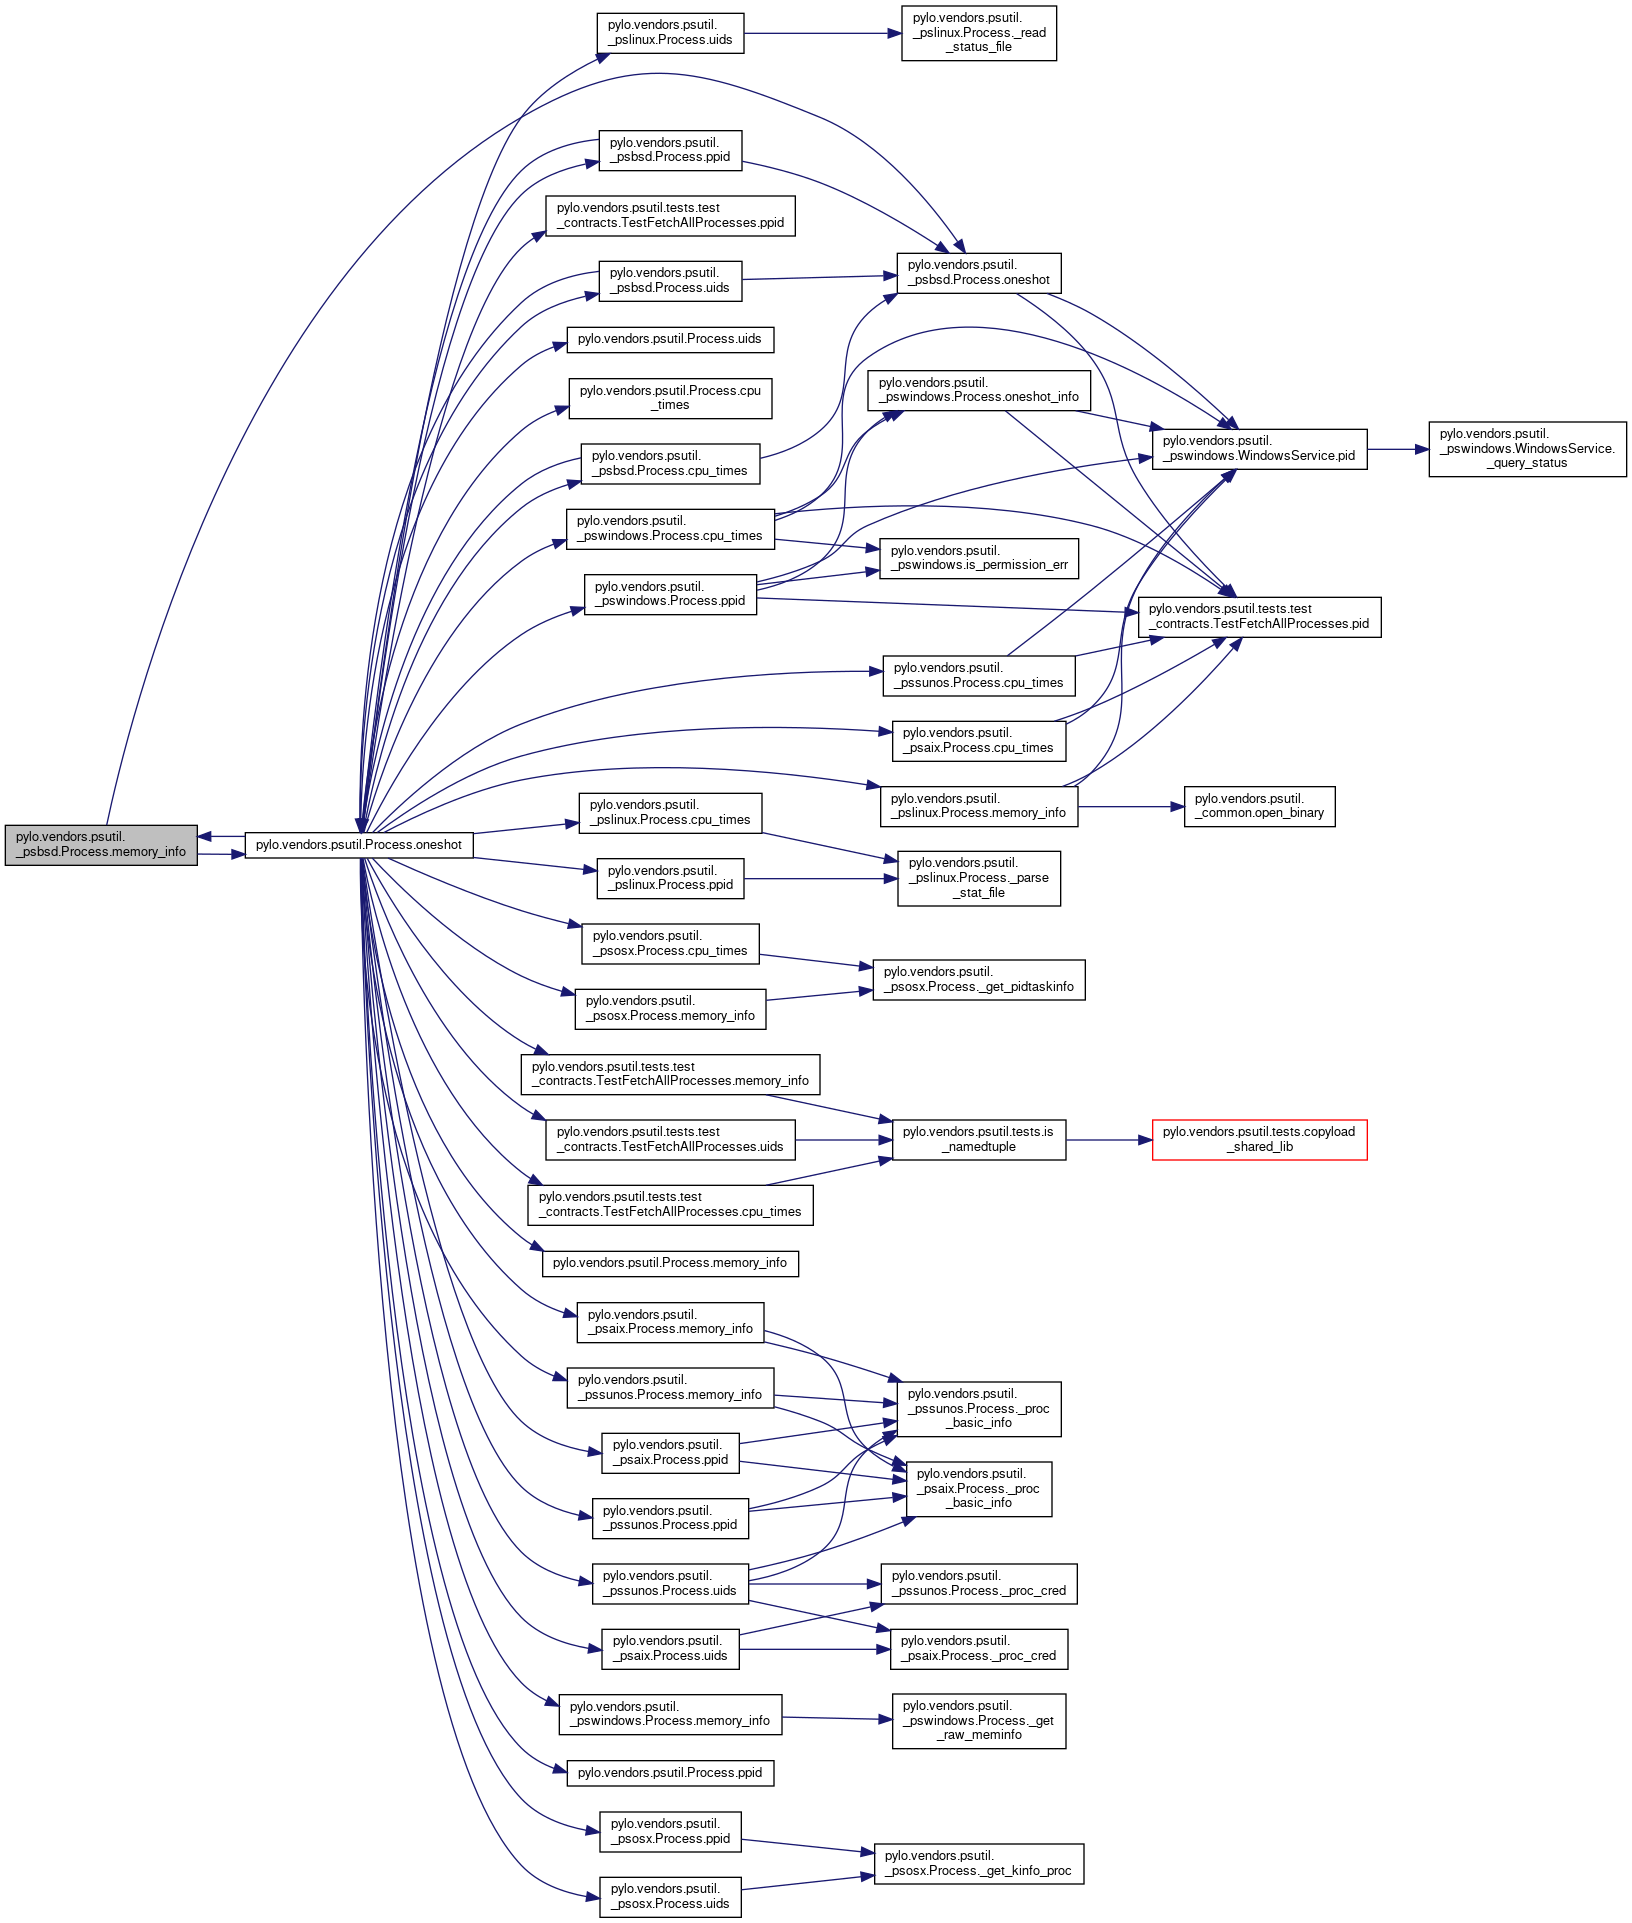 pylo.vendors.psutil.
_pslinux.Process.uids
pylo.vendors.psutil.
_pslinux.Process._read
_status_file
pylo.vendors.psutil.
_psbsd.Process.ppid
pylo.vendors.psutil.tests.test
_contracts.TestFetchAllProcesses.ppid
pylo.vendors.psutil.
_psbsd.Process.uids
pylo.vendors.psutil.
_psbsd.Process.oneshot
pylo.vendors.psutil.Process.uids
pylo.vendors.psutil.Process.cpu
_times
pylo.vendors.psutil.
_pswindows.Process.oneshot_info
pylo.vendors.psutil.
_psbsd.Process.cpu_times
pylo.vendors.psutil.
_pswindows.WindowsService.pid
pylo.vendors.psutil.
_pswindows.WindowsService.
_query_status
pylo.vendors.psutil.
_pswindows.Process.cpu_times
pylo.vendors.psutil.
_pswindows.is_permission_err
pylo.vendors.psutil.
_pswindows.Process.ppid
pylo.vendors.psutil.tests.test
_contracts.TestFetchAllProcesses.pid
pylo.vendors.psutil.
_pssunos.Process.cpu_times
pylo.vendors.psutil.
_psaix.Process.cpu_times
pylo.vendors.psutil.
_pslinux.Process.memory_info
pylo.vendors.psutil.
_common.open_binary
pylo.vendors.psutil.
_psbsd.Process.memory_info
pylo.vendors.psutil.Process.oneshot
pylo.vendors.psutil.
_pslinux.Process.cpu_times
pylo.vendors.psutil.
_pslinux.Process.ppid
pylo.vendors.psutil.
_pslinux.Process._parse
_stat_file
pylo.vendors.psutil.
_psosx.Process.cpu_times
pylo.vendors.psutil.
_psosx.Process._get_pidtaskinfo
pylo.vendors.psutil.
_psosx.Process.memory_info
pylo.vendors.psutil.tests.test
_contracts.TestFetchAllProcesses.memory_info
pylo.vendors.psutil.tests.test
_contracts.TestFetchAllProcesses.uids
pylo.vendors.psutil.tests.is
_namedtuple
pylo.vendors.psutil.tests.copyload
_shared_lib
pylo.vendors.psutil.tests.test
_contracts.TestFetchAllProcesses.cpu_times
pylo.vendors.psutil.Process.memory_info
pylo.vendors.psutil.
_psaix.Process.memory_info
pylo.vendors.psutil.
_pssunos.Process.memory_info
pylo.vendors.psutil.
_pssunos.Process._proc
_basic_info
pylo.vendors.psutil.
_psaix.Process.ppid
pylo.vendors.psutil.
_psaix.Process._proc
_basic_info
pylo.vendors.psutil.
_pssunos.Process.ppid
pylo.vendors.psutil.
_pssunos.Process.uids
pylo.vendors.psutil.
_pssunos.Process._proc_cred
pylo.vendors.psutil.
_psaix.Process.uids
pylo.vendors.psutil.
_psaix.Process._proc_cred
pylo.vendors.psutil.
_pswindows.Process.memory_info
pylo.vendors.psutil.
_pswindows.Process._get
_raw_meminfo
pylo.vendors.psutil.Process.ppid
pylo.vendors.psutil.
_psosx.Process.ppid
pylo.vendors.psutil.
_psosx.Process._get_kinfo_proc
pylo.vendors.psutil.
_psosx.Process.uids